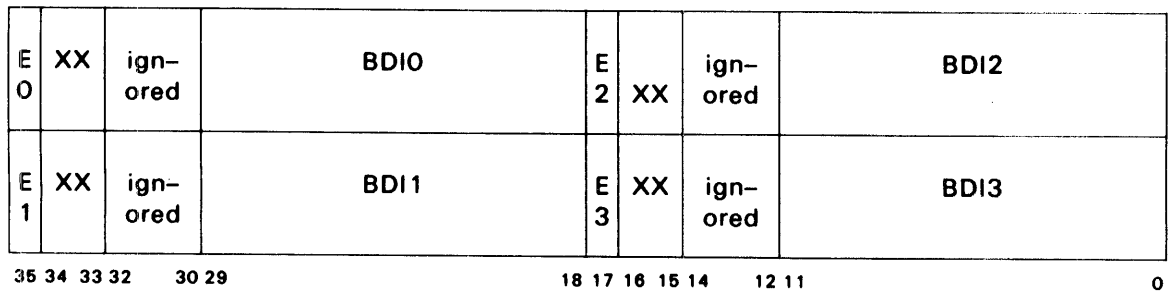 E XX ign- BDI0 E ign- BDI2
0 ored 2 XX ored
E XX ign- BDI1 E XX ign- BDI3
1 ored 3 ored
35 34 33 32 30 29 18 17 16 15 14 12 11 0